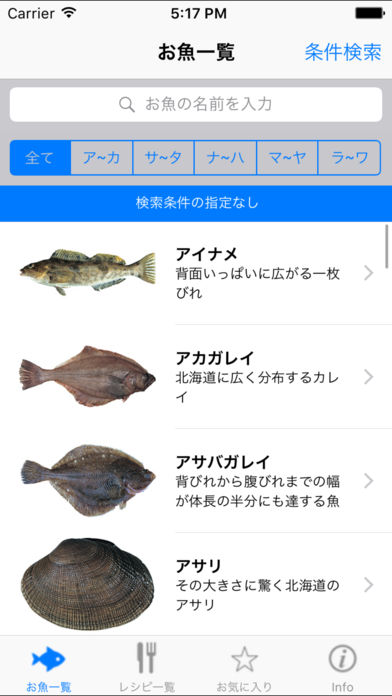 Carrier 5:17 PM
お魚一覧 条件検索
お魚の名前を入力
全て ア~カ サ~タ ナ~ハ マ~ヤ ラ~ワ
検索条件の指定なし
アイナメ
背面いっぱいに広がる一枚
びれ
アカガレイ
北海道に広く分布するカレ
イ
アサバガレイ
背びれから腹びれまでの幅
が体長の半分にも達する魚
アサリ
その大きさに驚く北海道の
アサリ
お魚一覧 レシピ一覧 お気に入り Info